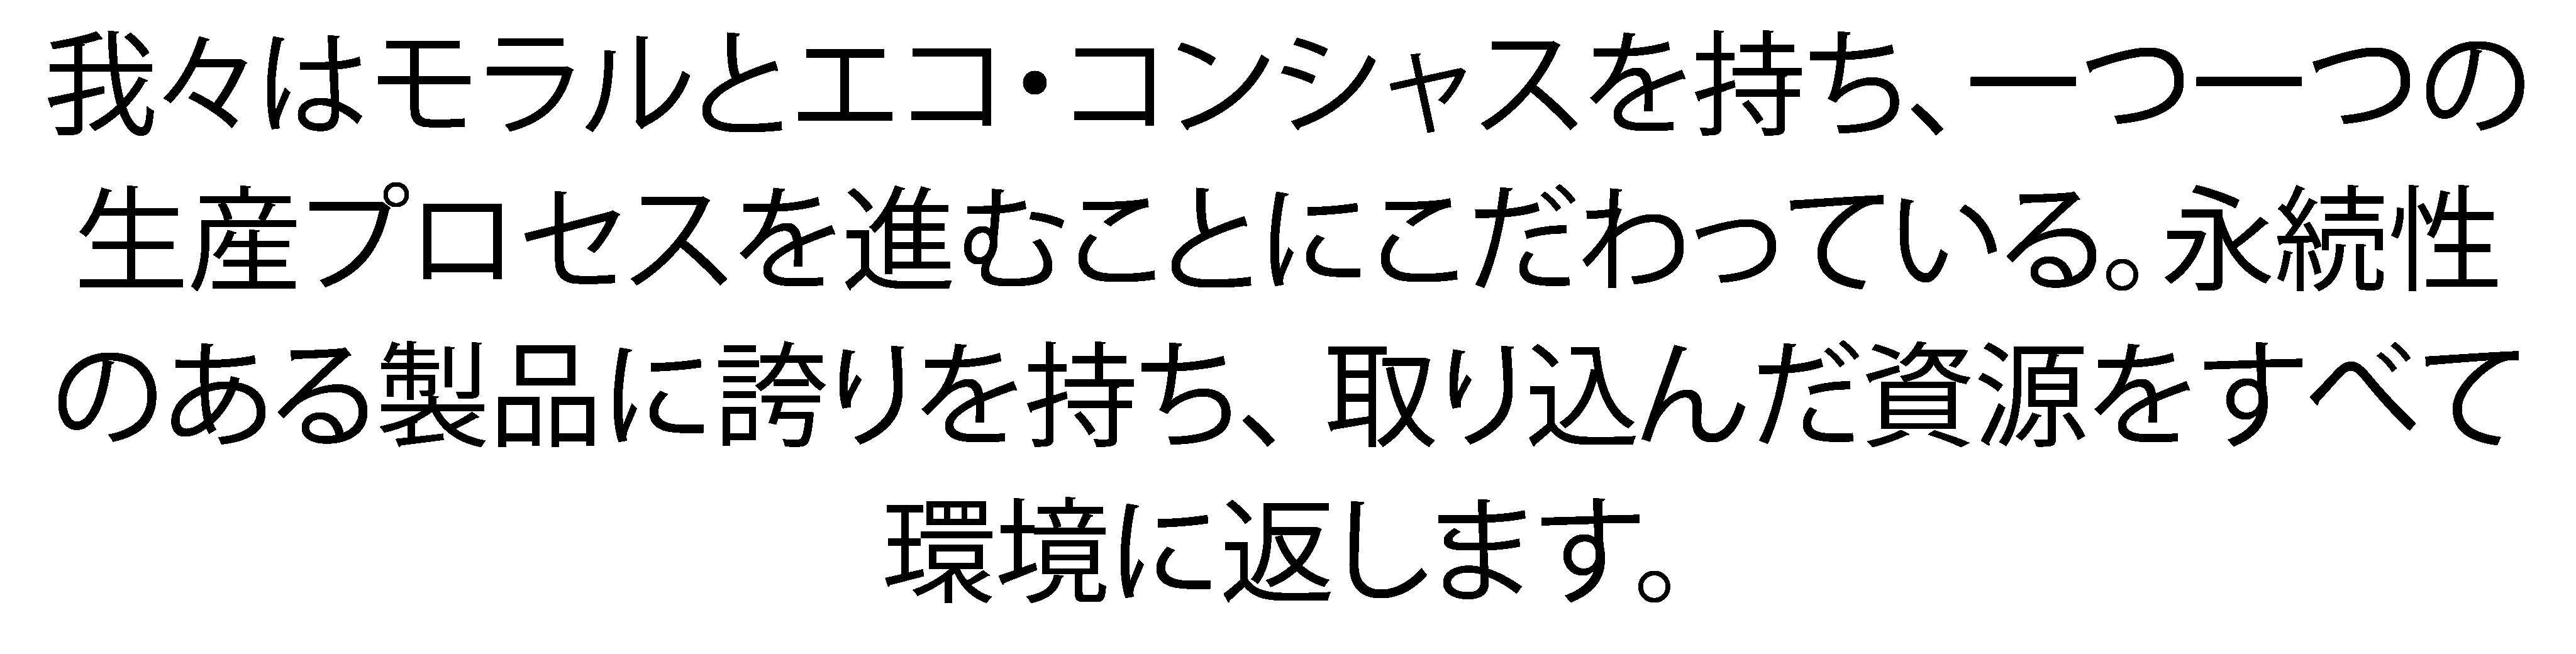 我々はモラルとエコ・コンシャスを持ち、一つ一つの
生産プロセスを進むことにこだわっている。永続性
のある製品に誇りを持ち、取り込んだ資源をすべて
環境に返します。